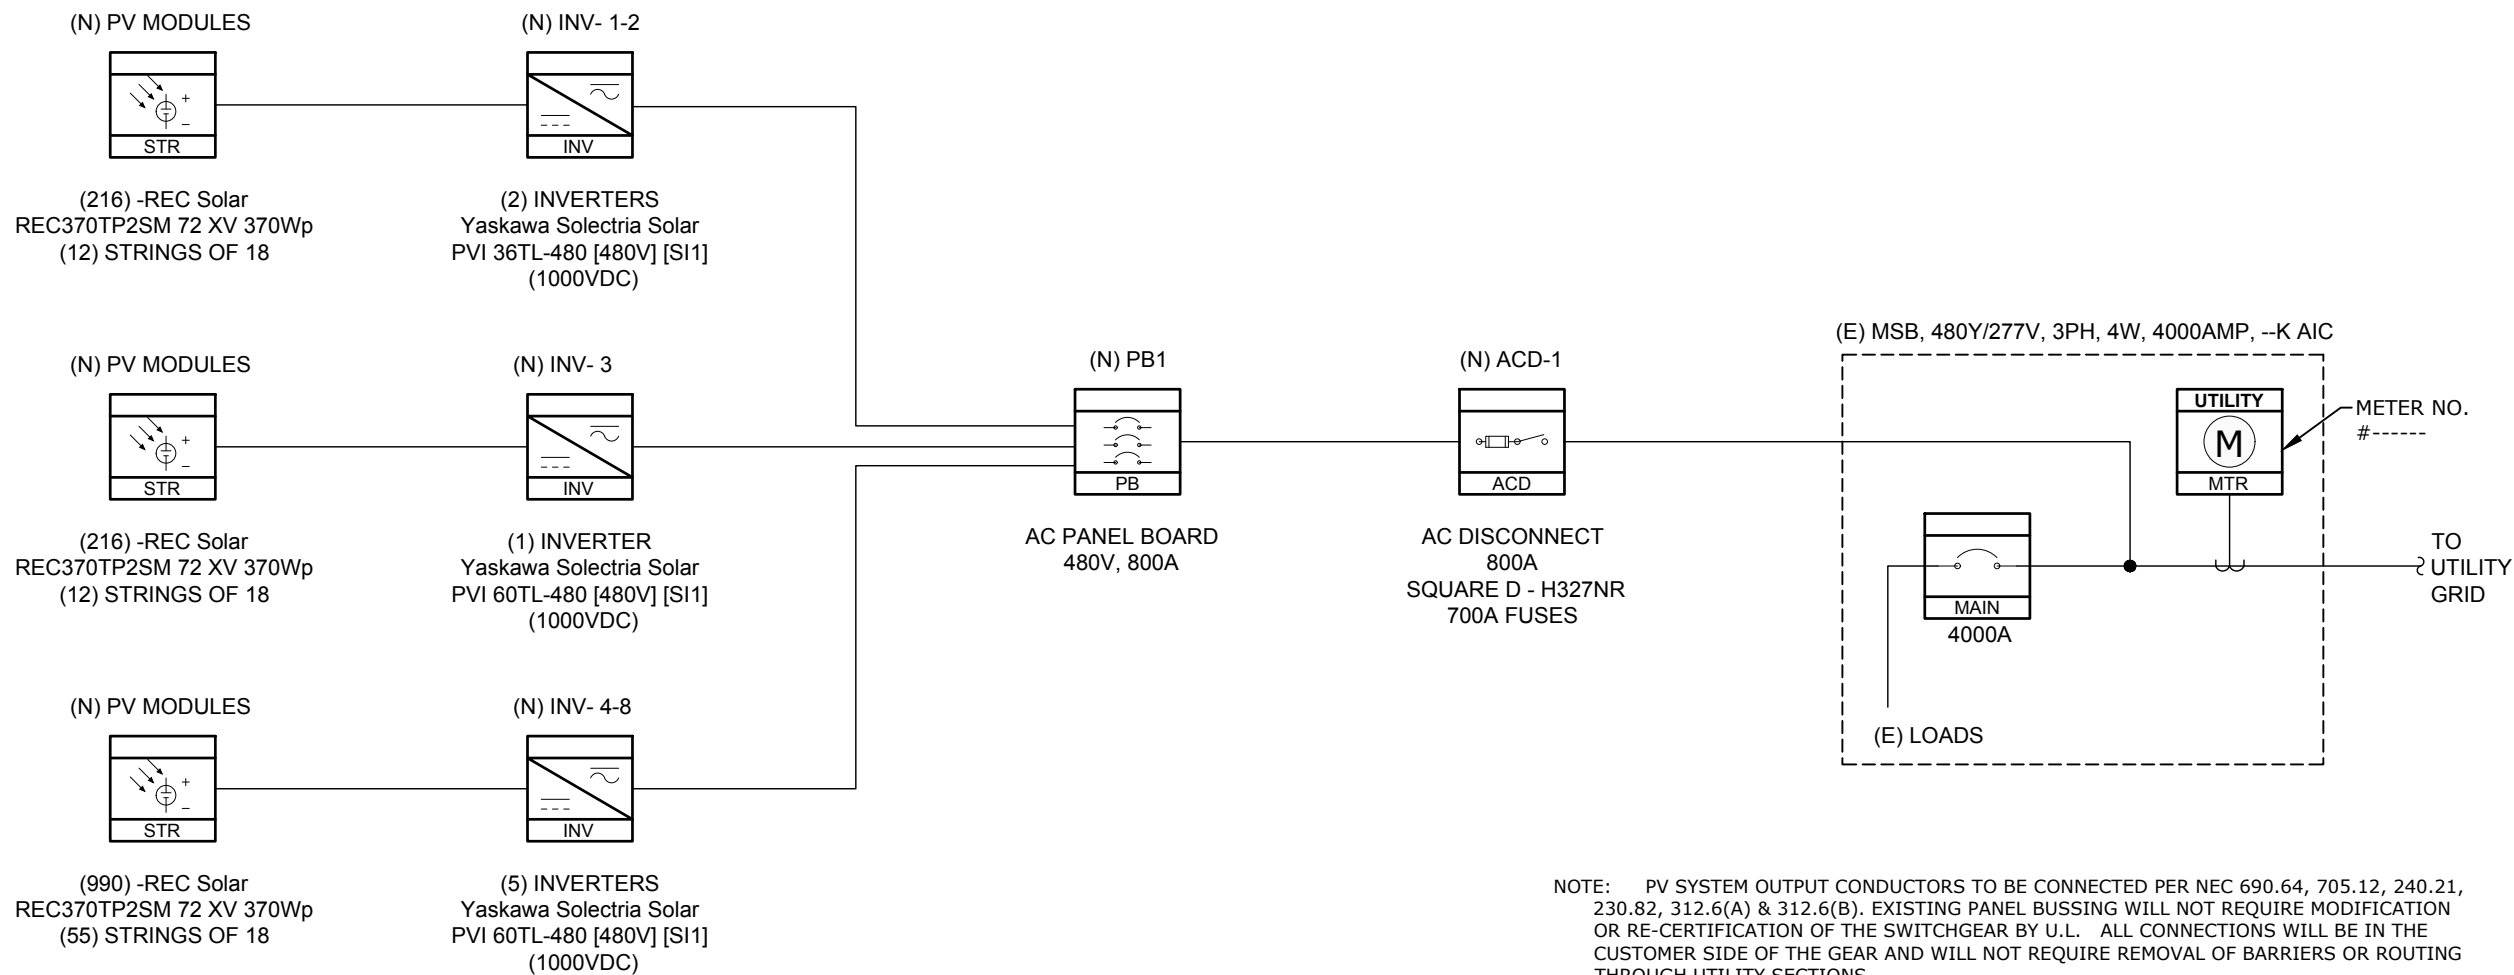 (N) PV MODULES
STR
(216) -REC Solar
REC370TP2SM 72 XV 370Wp
(12) STRINGS OF 18
(N) INV- 1-2
INV
(2) INVERTERS
Yaskawa Solectria Solar
PVI 36TL-480 [480V] [SI1]
(1000VDC)
(N) PV MODULES
STR
(216) -REC Solar
REC370TP2SM 72 XV 370Wp
(12) STRINGS OF 18
(N) INV- 3
INV
(1) INVERTER
Yaskawa Solectria Solar
PVI 60TL-480 [480V] [SI1]
(1000VDC)
(N) PV MODULES
STR
(990) -REC Solar
REC370TP2SM 72 XV 370Wp
(55) STRINGS OF 18
(N) INV- 4-8
INV
(5) INVERTERS
Yaskawa Solectria Solar
PVI 60TL-480 [480V] [SI1]
(1000VDC)
(N) PB1
PB
AC PANEL BOARD
480V, 800A
(N) ACD-1
ACD
AC DISCONNECT
800A
SQUARE D - H327NR
700A FUSES
(E) MSB, 480Y/277V, 3PH, 4W, 4000AMP, --K AIC
UTILITY
M
MTR
METER NO.
#------
MAIN
4000A
(E) LOADS
TO
UTILITY
GRID
NOTE: PV SYSTEM OUTPUT CONDUCTORS TO BE CONNECTED PER NEC 690.64, 705.12, 240.21,
230.82, 312.6(A) & 312.6(B). EXISTING PANEL BUSSING WILL NOT REQUIRE MODIFICATION
OR RE-CERTIFICATION OF THE SWITCHGEAR BY U.L. ALL CONNECTIONS WILL BE IN THE
CUSTOMER SIDE OF THE GEAR AND WILL NOT REQUIRE REMOVAL OF BARRIERS OR ROUTING
THROUGH UTILITY SECTIONS